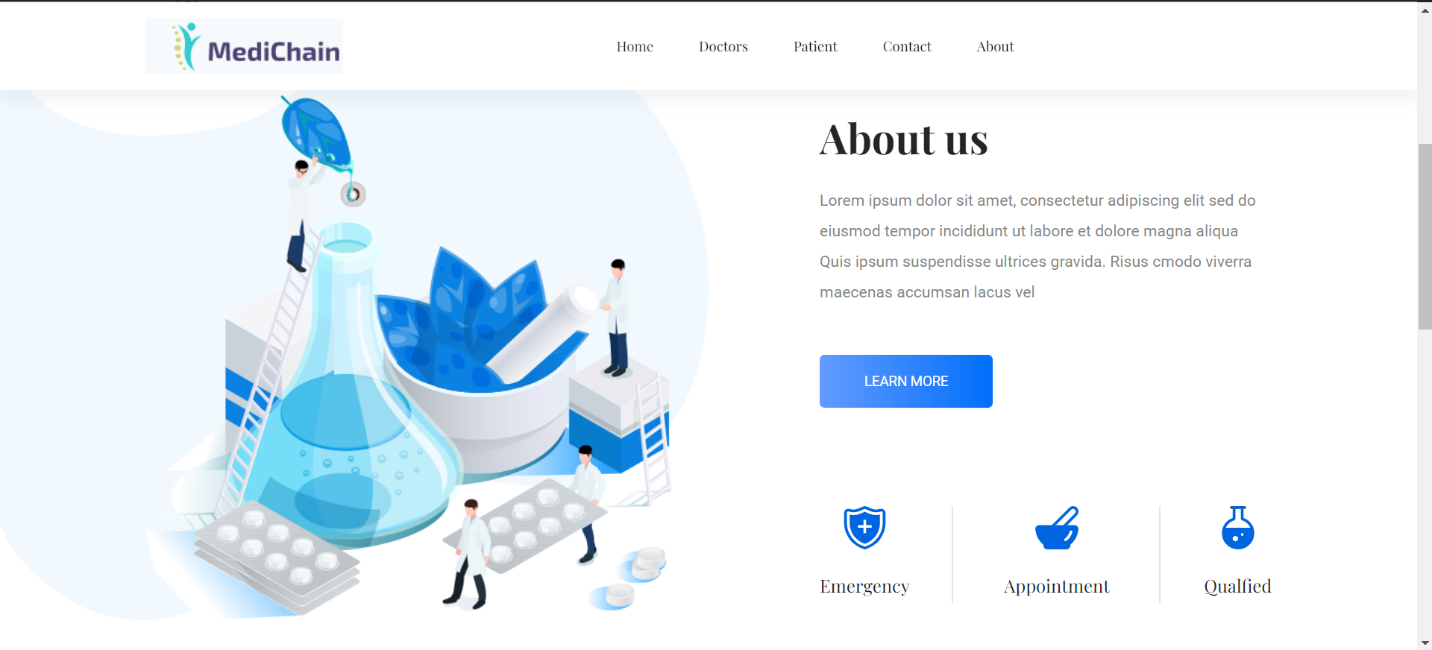 MediChain
Home Doctors Patient Contact About
About us
Lorem ipsum dolor sit amet, consectetur adipiscing elit sed do
eiusmod tempor incididunt ut labore et dolore magna aliqua
Quis ipsum suspendisse ultrices gravida. Risus cmodo viverra
maecenas accumsan lacus vel
LEARN MORE
Emergency Appointment Qualfied